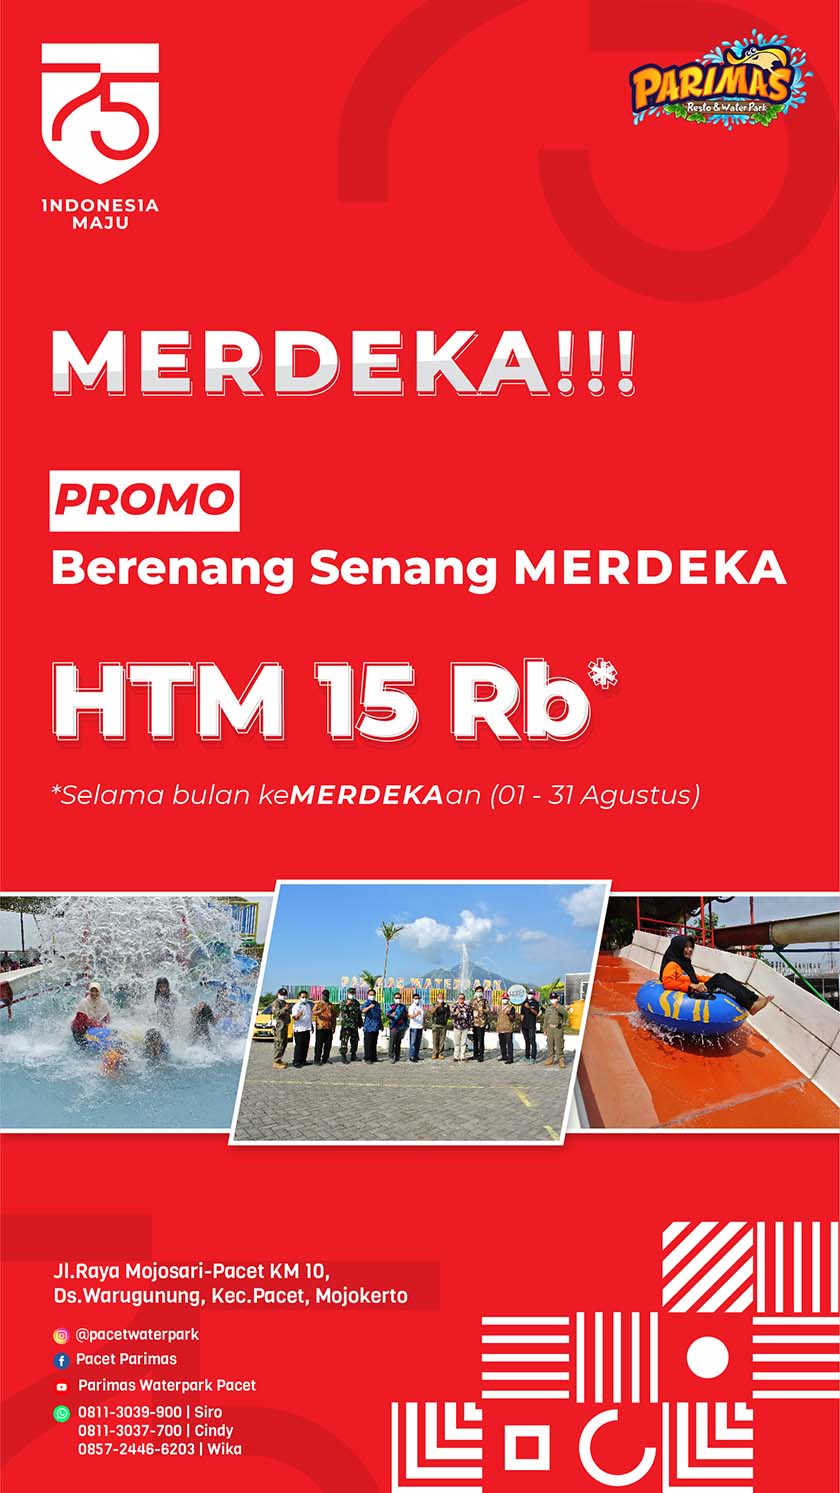 75
INDONESIA
MAJU
PARIMAS
Resto & Water Park
MERDEKA!!!
PROMO
Berenang Senang MERDEKA
HTM 15 Rb*
*Selama bulan keMERDEKAan (01 - 31 Agustus)
PARIMAS WATERPARK
Jl.Raya Mojosari-Pacet KM 10,
Ds.Warugunung, Kec.Pacet, Mojokerto
@pacetwaterpark
Pacet Parimas
Parimas Waterpark Pacet
0811-3039-900 | Siro
0811-3037-700 | Cindy
0857-2446-6203 | Wika